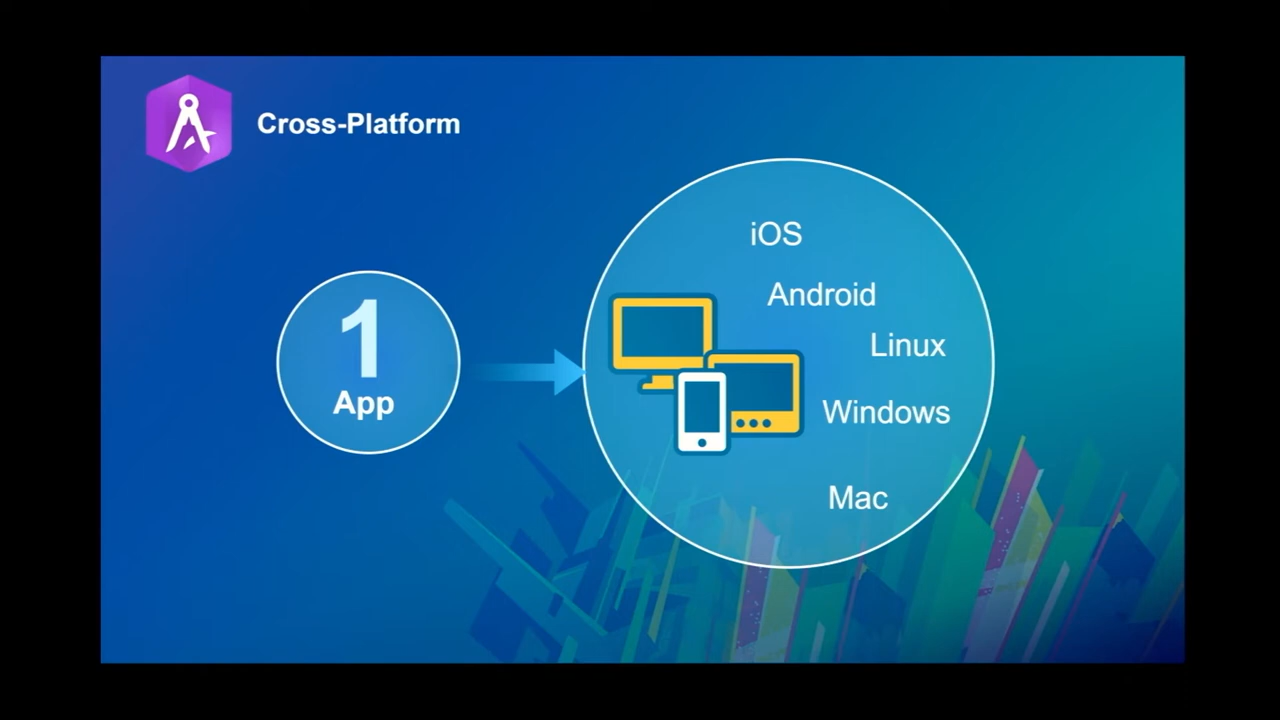 Cross-Platform
1
App
iOS
Android
Linux
Windows
Mac